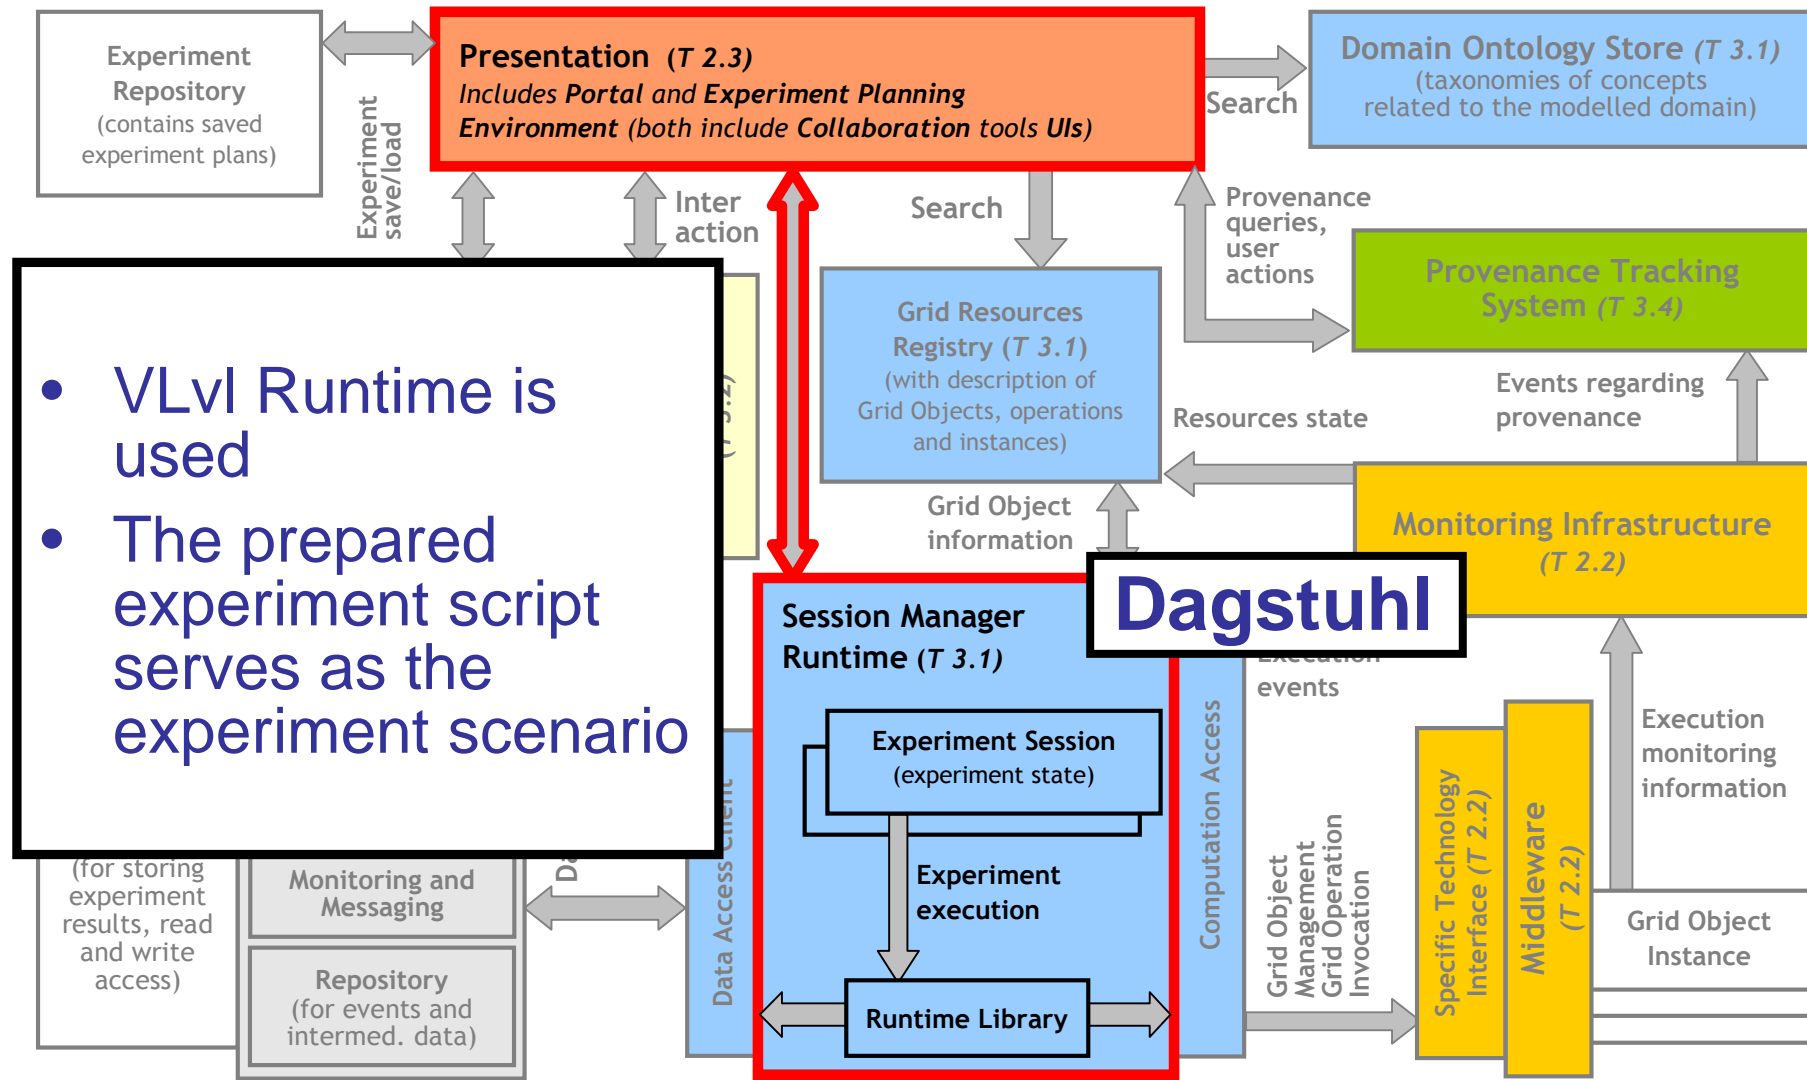 Experiment
Repository
(contains saved
experiment plans)
Presentation (T 2.3)
Includes Portal and Experiment Planning
Environment (both include Collaboration tools UIs)
Search
Domain Ontology Store (T 3.1)
(taxonomies of concepts
related to the modelled domain)
Experiment
save/load
Inter
action
Search
Provenance
queries,
user
actions
Provenance Tracking
System (T 3.4)
Grid Resources
Registry (T 3.1)
(with description of
Grid Objects, operations
and instances)
Events regarding
provenance
Resources state
• VLvl Runtime is
used
• The prepared
experiment script
serves as the
experiment scenario
Grid Object
information
Monitoring Infrastructure
(T 2.2)
Dagstuhl
Session Manager
Runtime (T 3.1)
Execution
events
Experiment Session
(experiment state)
Experiment
execution
Runtime Library
Data Access Client
Computation Access
Execution
monitoring
information
Grid Object
Management
Grid Operation
Invocation
Specific Technology
Interface (T 2.2)
Middleware
(T 2.2)
Grid Object
Instance
(for storing
experiment
results, read
and write
access)
Monitoring and
Messaging
Repository
(for events and
intermed. data)